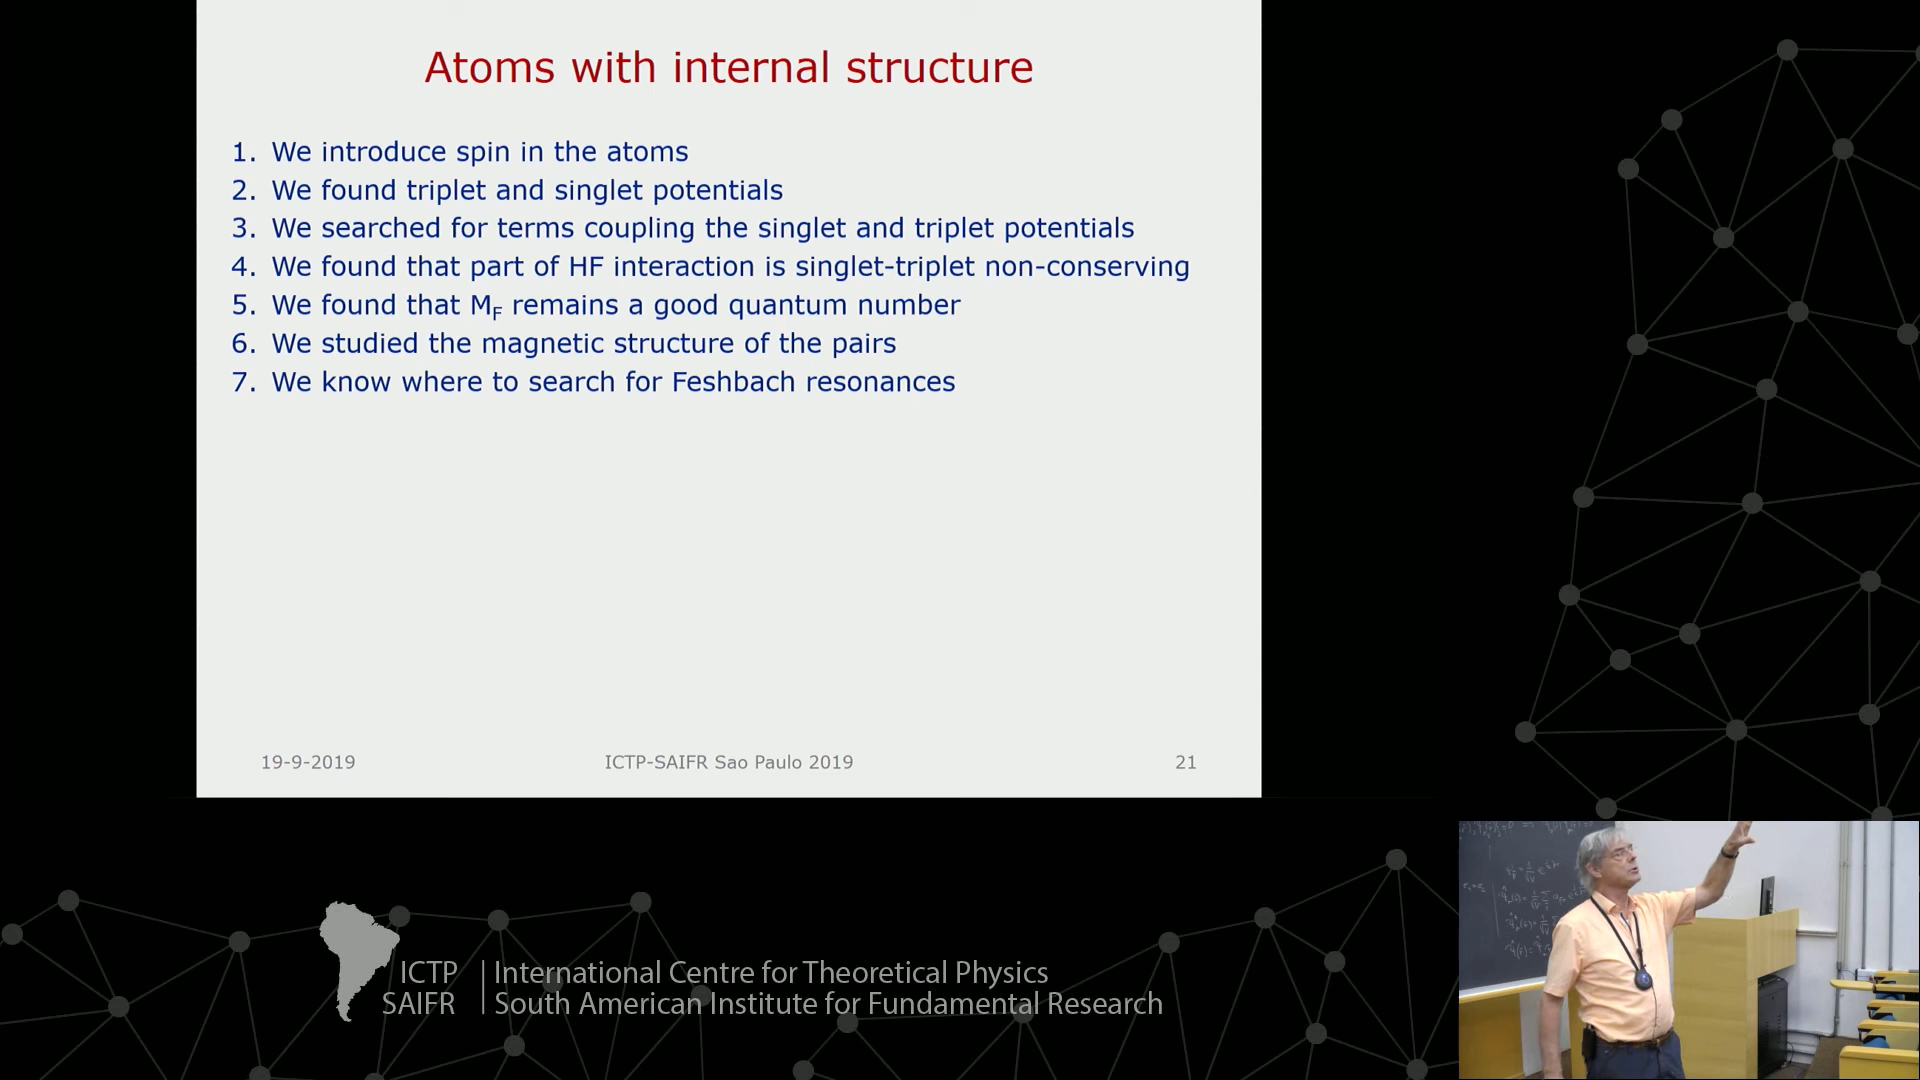 Atoms with internal structure
1. We introduce spin in the atoms
2. We found triplet and singlet potentials
3. We searched for terms coupling the singlet and triplet potentials
4. We found that part of HF interaction is singlet-triplet non-conserving
5. We found that M_F remains a good quantum number
6. We studied the magnetic structure of the pairs
7. We know where to search for Feshbach resonances
19-9-2019 ICTP-SAIFR Sao Paulo 2019 21
ICTP International Centre for Theoretical Physics
SAIFR South American Institute for Fundamental Research